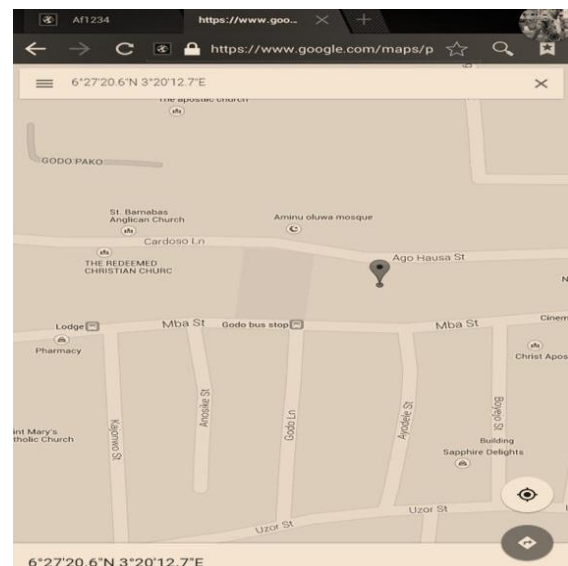 Af1234
https://www.goo...
https://www.google.com/maps/p
6°27'20.6"N 3°20'12.7"E
The apostolic church
GODO PAKO
St. Barnabas
Anglican Church
Aminu oluwa mosque
Cardoso Ln
THE REDEEMED
CHRISTIAN CHURC
Ago Hausa St
N
Lodge
Mba St
Godo bus stop
Mba St
Cinem
Pharmacy
Christ Apos
Kajonwo St
Anosike St
Godo Ln
Ayodele St
int Mary's
tholic Church
Building
Sapphire Delights
Uzor St
Uzor St
6°27'20.6"N 3°20'12.7"E